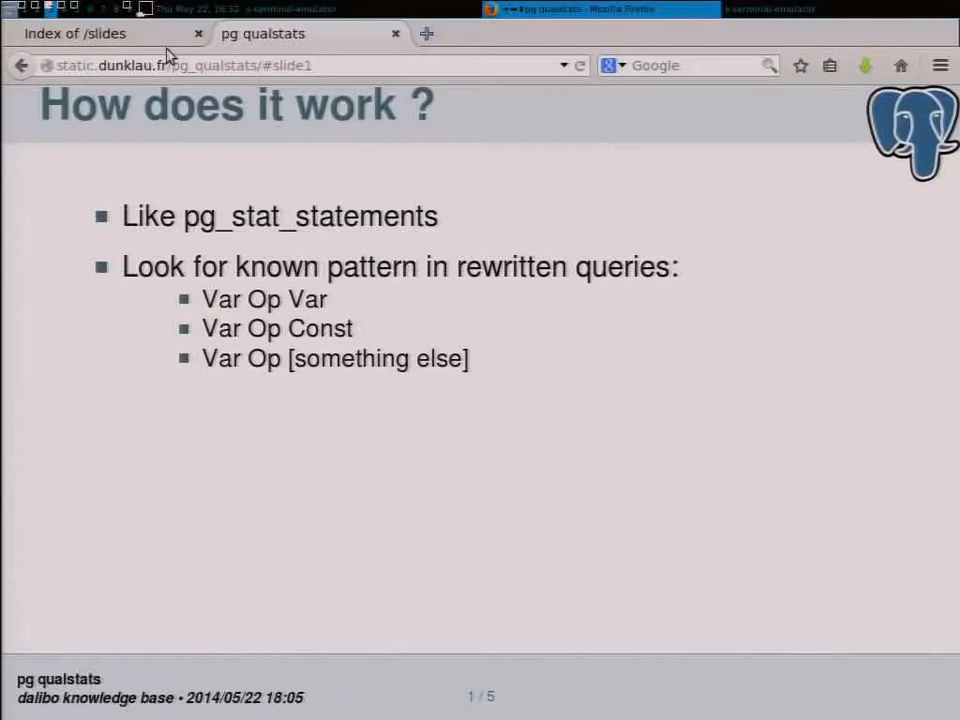 Thu May 22, 16:32 x-terminal-emulator
pg qualstats - Mozilla Firefox
x-terminal-emulator
Index of /slides
pg qualstats
static.dunklau.fr/pg_qualstats/#slide1
Google
How does it work ?
Like pg_stat_statements
Look for known pattern in rewritten queries:
Var Op Var
Var Op Const
Var Op [something else]
pg qualstats
dalibo knowledge base • 2014/05/22 18:05
1 / 5